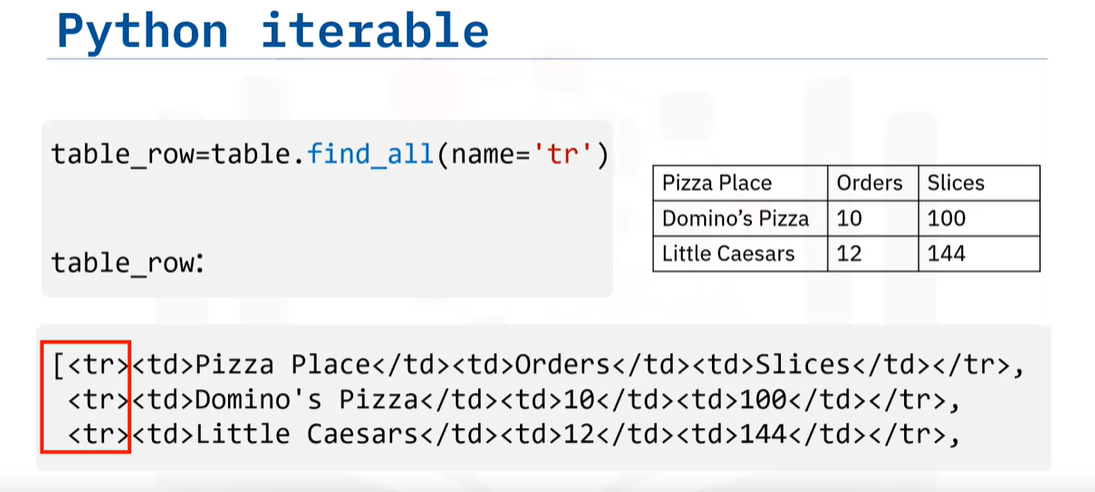 Python iterable
table_row=table.find_all(name='tr')
table_row:
Pizza Place Orders Slices
Domino’s Pizza 10 100
Little Caesars 12 144
[<tr><td>Pizza Place</td><td>Orders</td><td>Slices</td></tr>,
<tr><td>Domino's Pizza</td><td>10</td><td>100</td></tr>,
<tr><td>Little Caesars</td><td>12</td><td>144</td></tr>,